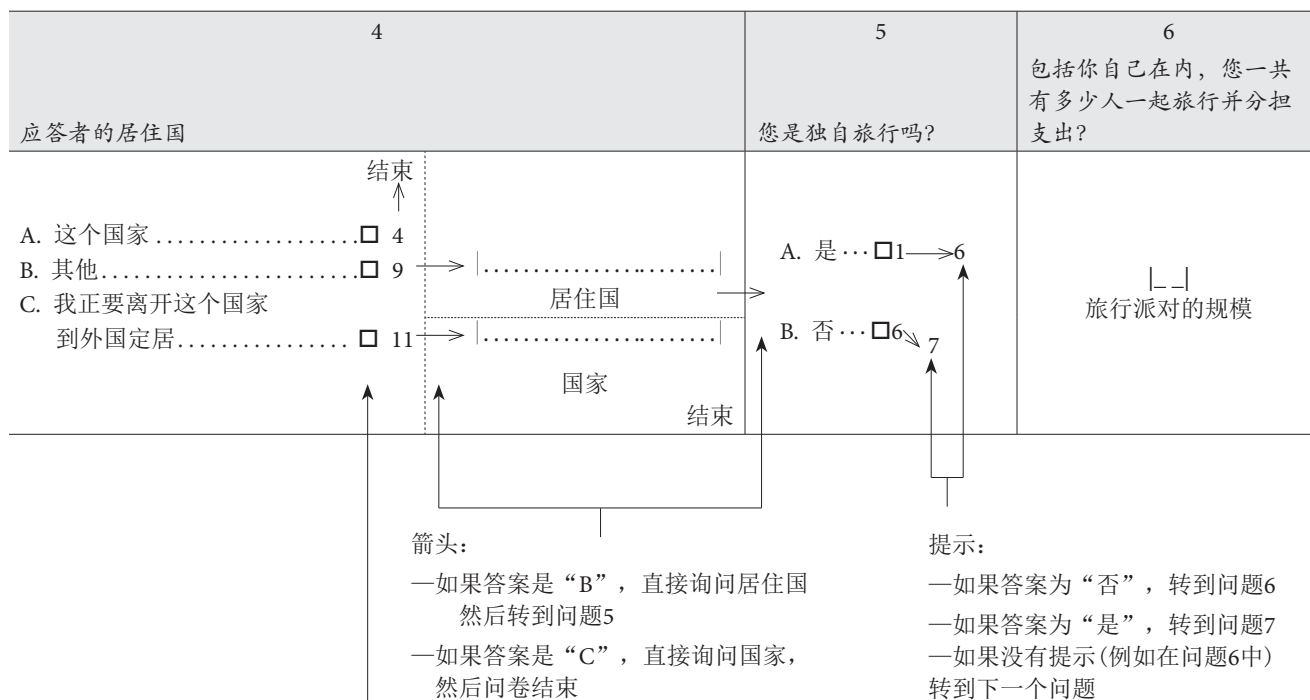 4
应答者的居住国
5
您是独自旅行吗?
6
包括你自己在内，您一共
有多少人一起旅行并分担
支出?
结束
A. 这个国家 ................... 4
B. 其他......................... 9
C. 我正要离开这个国家
到外国定居................ 11
|.......................|
居住国
|.......................|
国家
结束
A. 是 ... 1 6
B. 否 ... 6 7
|_ _|
旅行派对的规模
箭头：
—如果答案是“B”，直接询问居住国
然后转到问题5
—如果答案是“C”，直接询问国家，
然后问卷结束
提示：
—如果答案为“否”，转到问题6
—如果答案为“是”，转到问题7
—如果没有提示(例如在问题6中)
转到下一个问题